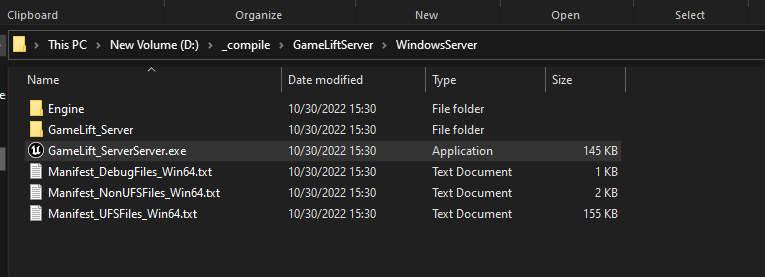 Clipboard Organize New Open Select
This PC > New Volume (D:) > _compile > GameLiftServer > WindowsServer
Name Date modified Type Size
Engine 10/30/2022 15:30 File folder
GameLift_Server 10/30/2022 15:30 File folder
GameLift_ServerServer.exe 10/30/2022 15:30 Application 145 KB
Manifest_DebugFiles_Win64.txt 10/30/2022 15:30 Text Document 1 KB
Manifest_NonUFSFiles_Win64.txt 10/30/2022 15:30 Text Document 2 KB
Manifest_UFSFiles_Win64.txt 10/30/2022 15:30 Text Document 155 KB